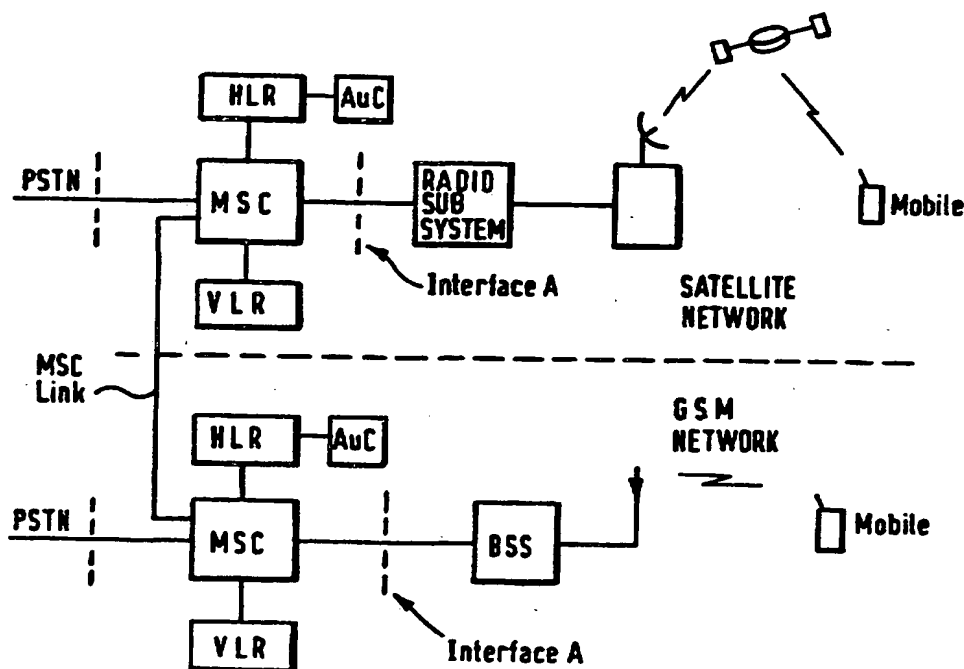 HLR
AuC
PSTN
MSC
RADIO
SUB
SYSTEM
Mobile
Interface A
VLR
SATELLITE
NETWORK
MSC
Link
GSM
NETWORK
HLR
AuC
PSTN
MSC
BSS
Mobile
VLR
Interface A